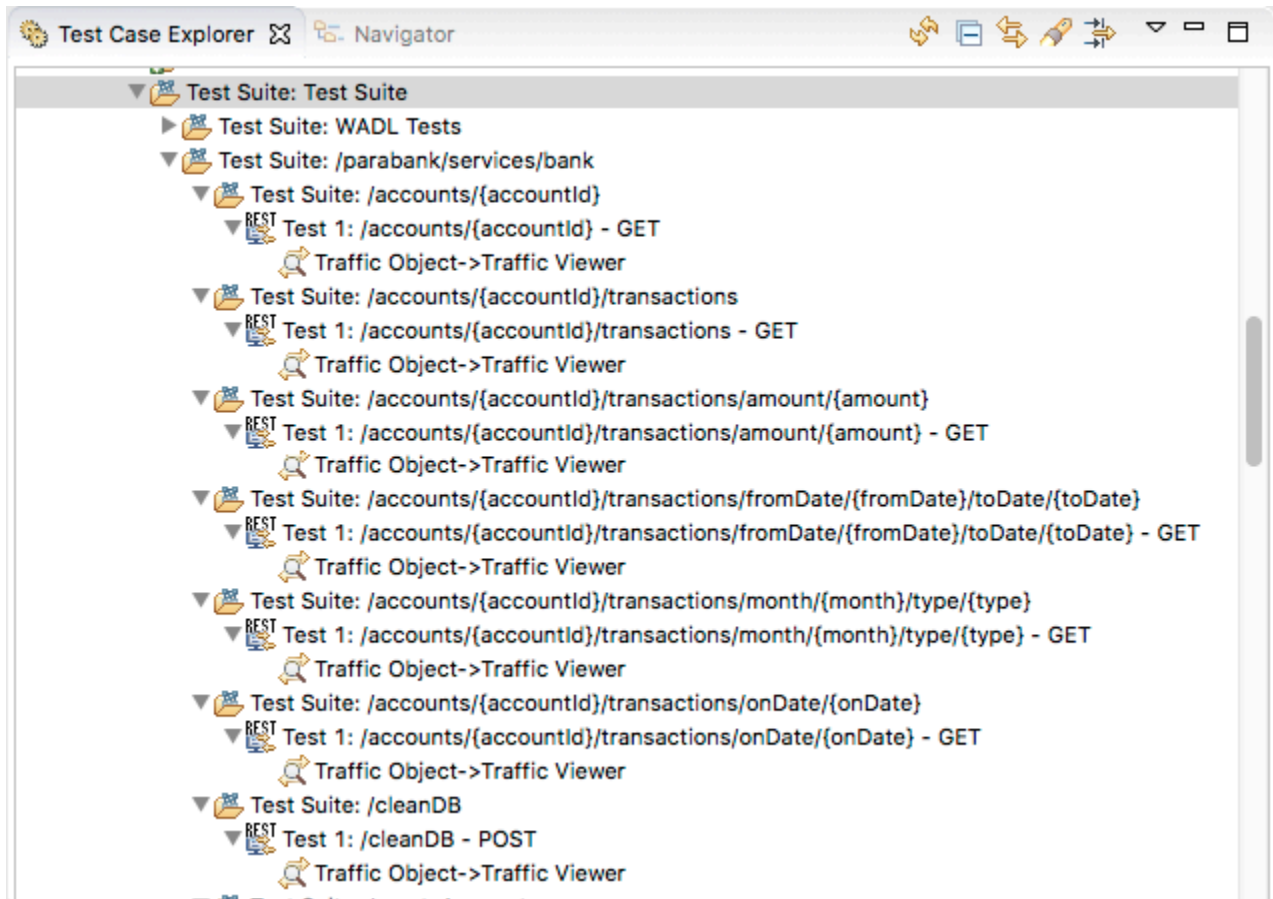 Test Case Explorer Navigator
Test Suite: Test Suite
Test Suite: WADL Tests
Test Suite: /parabank/services/bank
Test Suite: /accounts/{accountId}
REST Test 1: /accounts/{accountId} - GET
Traffic Object->Traffic Viewer
Test Suite: /accounts/{accountId}/transactions
REST Test 1: /accounts/{accountId}/transactions - GET
Traffic Object->Traffic Viewer
Test Suite: /accounts/{accountId}/transactions/amount/{amount}
REST Test 1: /accounts/{accountId}/transactions/amount/{amount} - GET
Traffic Object->Traffic Viewer
Test Suite: /accounts/{accountId}/transactions/fromDate/{fromDate}/toDate/{toDate}
REST Test 1: /accounts/{accountId}/transactions/fromDate/{fromDate}/toDate/{toDate} - GET
Traffic Object->Traffic Viewer
Test Suite: /accounts/{accountId}/transactions/month/{month}/type/{type}
REST Test 1: /accounts/{accountId}/transactions/month/{month}/type/{type} - GET
Traffic Object->Traffic Viewer
Test Suite: /accounts/{accountId}/transactions/onDate/{onDate}
REST Test 1: /accounts/{accountId}/transactions/onDate/{onDate} - GET
Traffic Object->Traffic Viewer
Test Suite: /cleanDB
REST Test 1: /cleanDB - POST
Traffic Object->Traffic Viewer